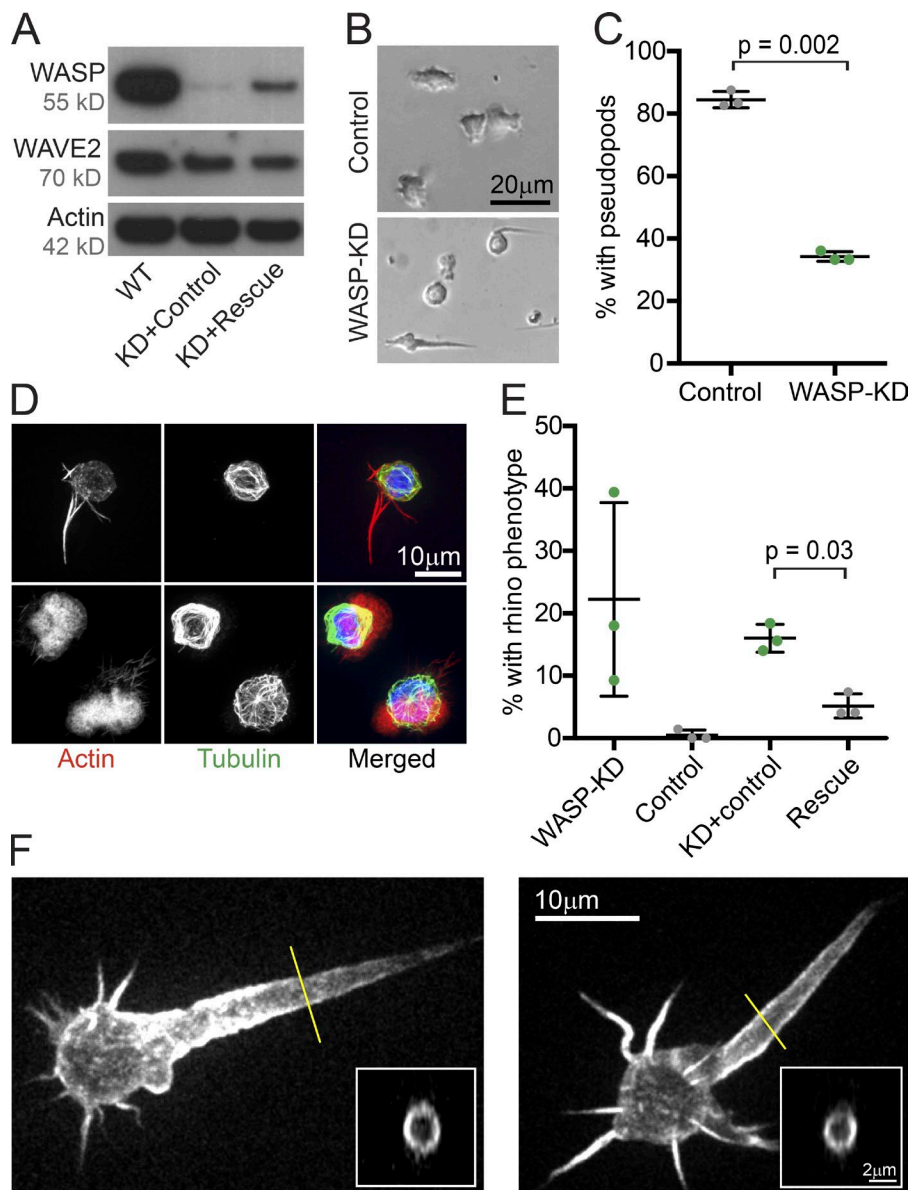 A
WASP
55 kD
WAVE2
70 kD
Actin
42 kD
WT
KD+Control
KD+Rescue
B
Control
20μm
WASP-KD
C
% with pseudopods
100
80
60
40
20
0
p = 0.002
Control
WASP-KD
D
10μm
Actin
Tubulin
Merged
E
% with rhino phenotype
50
40
30
20
10
0
p = 0.03
WASP-KD
Control
KD+control
Rescue
F
10μm
2μm